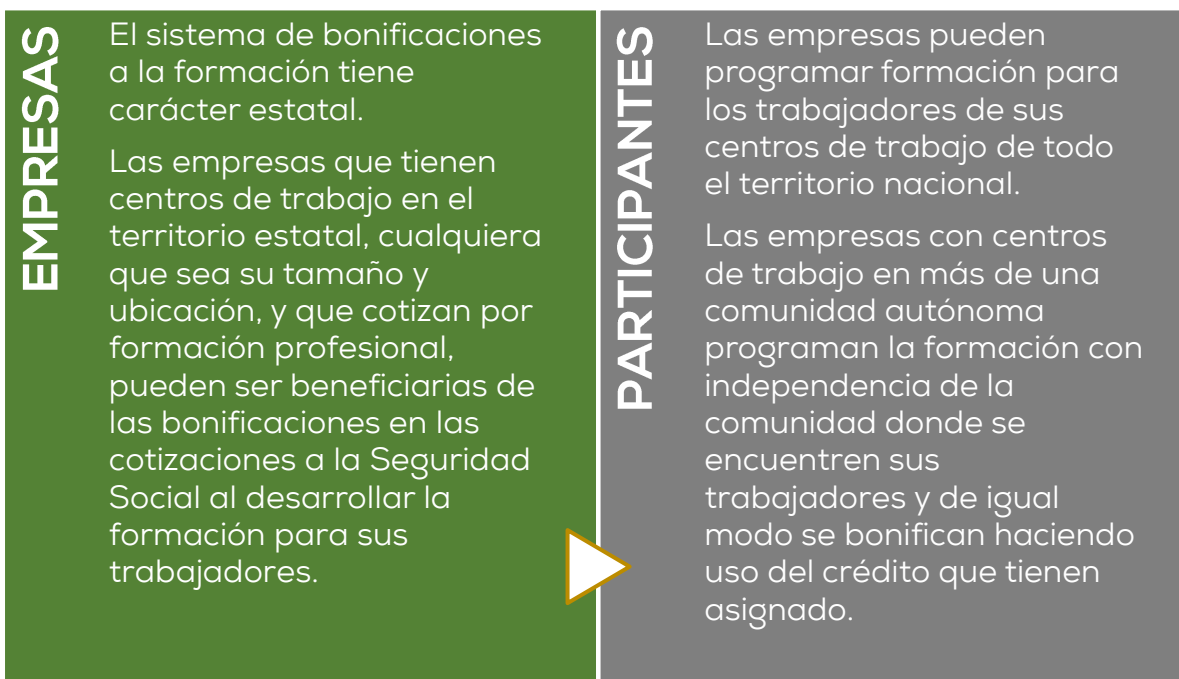 EMPRESAS
El sistema de bonificaciones
a la formación tiene
carácter estatal.
Las empresas que tienen
centros de trabajo en el
territorio estatal, cualquiera
que sea su tamaño y
ubicación, y que cotizan por
formación profesional,
pueden ser beneficiarias de
las bonificaciones en las
cotizaciones a la Seguridad
Social al desarrollar la
formación para sus
trabajadores.
PARTICIPANTES
Las empresas pueden
programar formación para
los trabajadores de sus
centros de trabajo de todo
el territorio nacional.
Las empresas con centros
de trabajo en más de una
comunidad autónoma
programan la formación con
independencia de la
comunidad donde se
encuentren sus
trabajadores y de igual
modo se bonifican haciendo
uso del crédito que tienen
asignado.